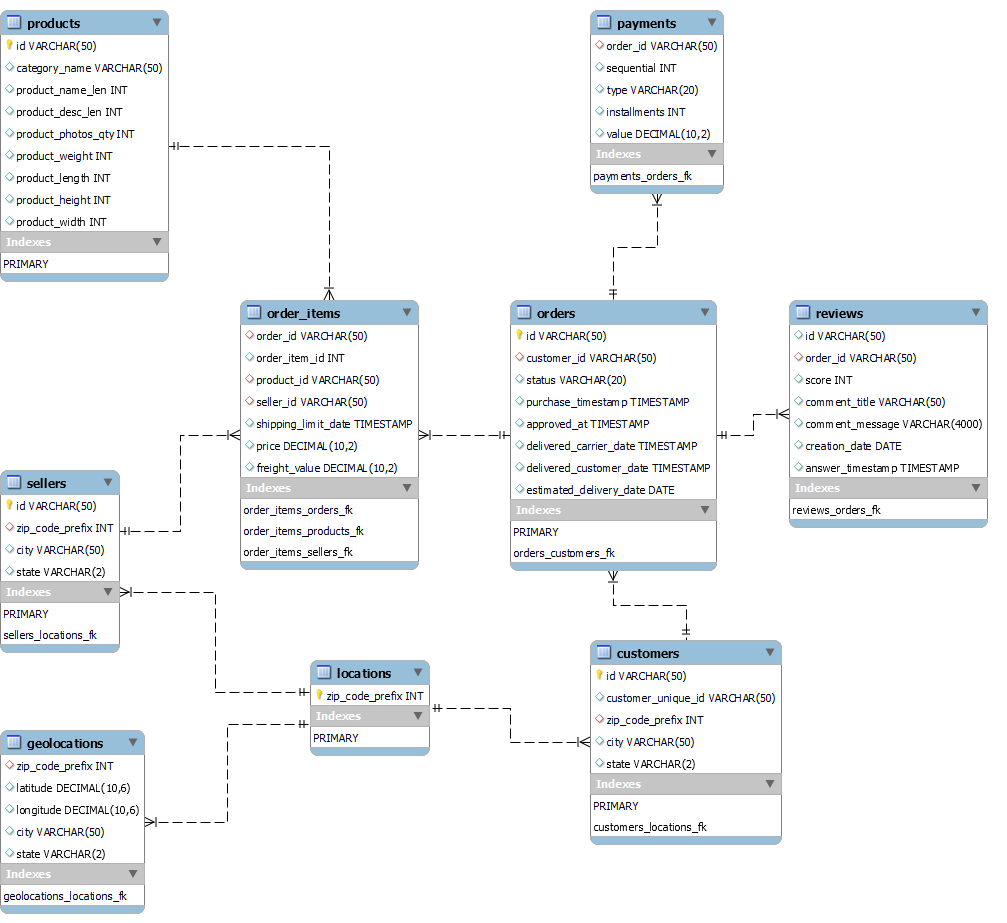 products
id VARCHAR(50)
category_name VARCHAR(50)
product_name_len INT
product_desc_len INT
product_photos_qty INT
product_weight INT
product_length INT
product_height INT
product_width INT
Indexes
PRIMARY
payments
order_id VARCHAR(50)
sequential INT
type VARCHAR(20)
installments INT
value DECIMAL(10,2)
Indexes
payments_orders_fk
order_items
order_id VARCHAR(50)
order_item_id INT
product_id VARCHAR(50)
seller_id VARCHAR(50)
shipping_limit_date TIMESTAMP
price DECIMAL(10,2)
freight_value DECIMAL(10,2)
Indexes
order_items_orders_fk
order_items_products_fk
order_items_sellers_fk
orders
id VARCHAR(50)
customer_id VARCHAR(50)
status VARCHAR(20)
purchase_timestamp TIMESTAMP
approved_at TIMESTAMP
delivered_carrier_date TIMESTAMP
delivered_customer_date TIMESTAMP
estimated_delivery_date DATE
Indexes
PRIMARY
orders_customers_fk
reviews
id VARCHAR(50)
order_id VARCHAR(50)
score INT
comment_title VARCHAR(50)
comment_message VARCHAR(4000)
creation_date DATE
answer_timestamp TIMESTAMP
Indexes
reviews_orders_fk
sellers
id VARCHAR(50)
zip_code_prefix INT
city VARCHAR(50)
state VARCHAR(2)
Indexes
PRIMARY
sellers_locations_fk
locations
zip_code_prefix INT
Indexes
PRIMARY
customers
id VARCHAR(50)
customer_unique_id VARCHAR(50)
zip_code_prefix INT
city VARCHAR(50)
state VARCHAR(2)
Indexes
PRIMARY
customers_locations_fk
geolocations
zip_code_prefix INT
latitude DECIMAL(10,6)
longitude DECIMAL(10,6)
city VARCHAR(50)
state VARCHAR(2)
Indexes
geolocations_locations_fk